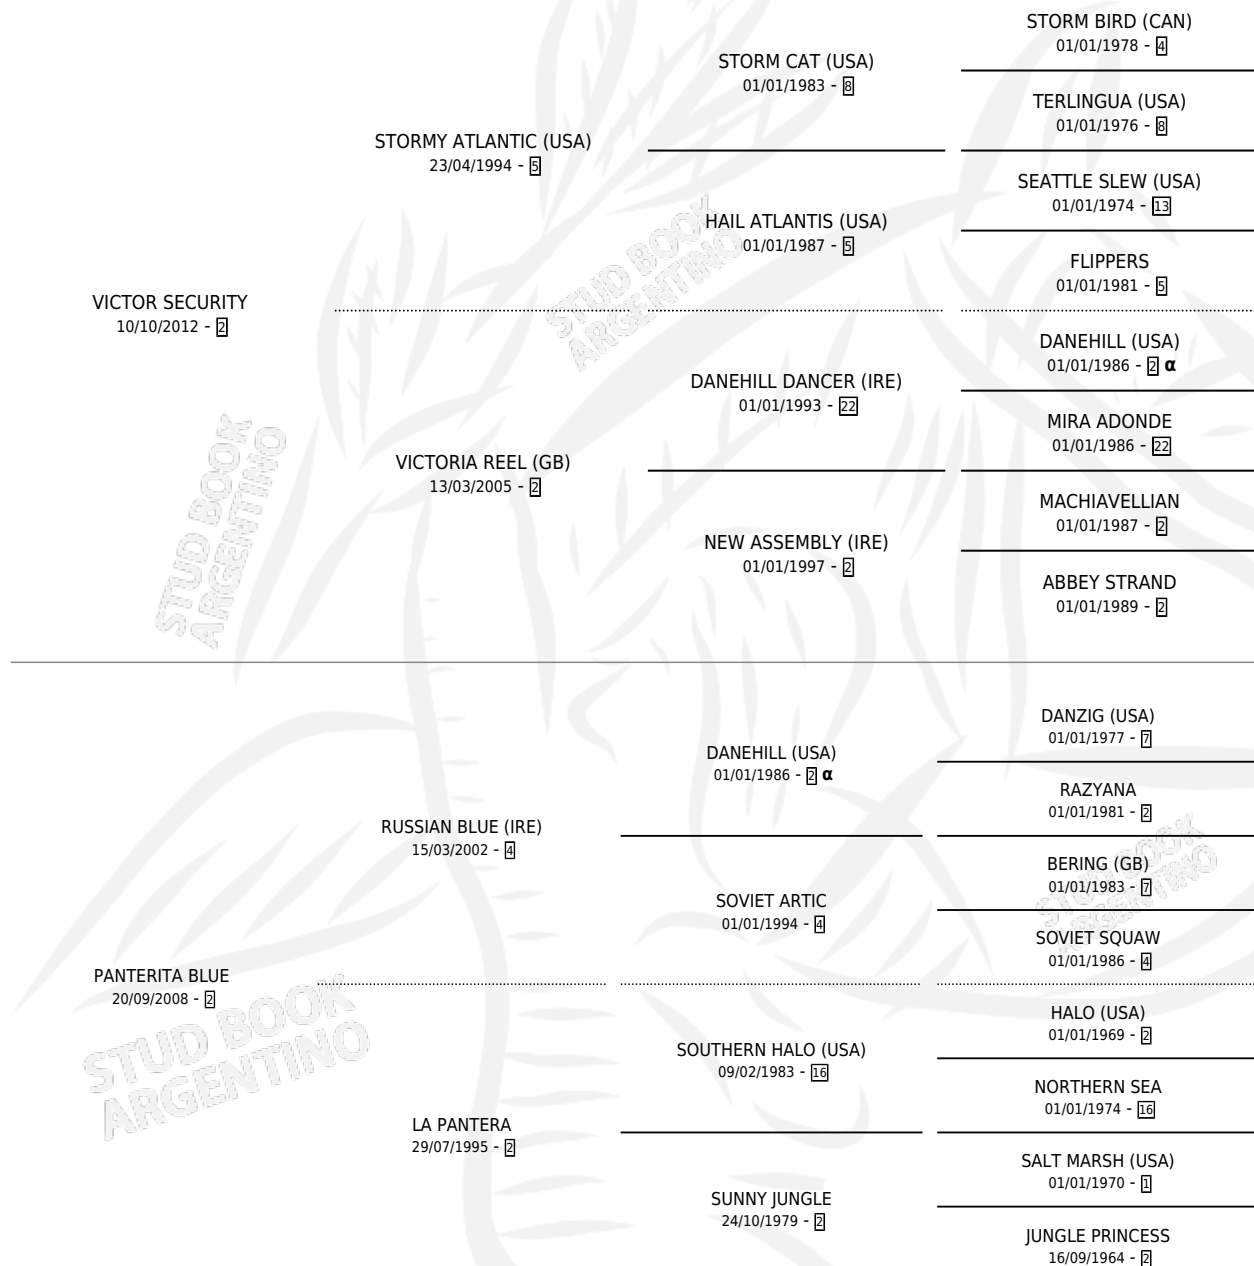 STORM BIRD (CAN)
01/01/1978 - 4
STORM CAT (USA)
01/01/1983 - 8
TERLINGUA (USA)
01/01/1976 - 8
STORMY ATLANTIC (USA)
23/04/1994 - 5
SEATTLE SLEW (USA)
01/01/1974 - 13
HAIL ATLANTIS (USA)
01/01/1987 - 5
FLIPPERS
01/01/1981 - 5
VICTOR SECURITY
10/10/2012 - 2
DANEHILL (USA)
01/01/1986 - 2 α
DANEHILL DANCER (IRE)
01/01/1993 - 22
MIRA ADONDE
01/01/1986 - 22
VICTORIA REEL (GB)
13/03/2005 - 2
MACHIAVELLIAN
01/01/1987 - 2
NEW ASSEMBLY (IRE)
01/01/1997 - 2
ABBEY STRAND
01/01/1989 - 2
DANZIG (USA)
01/01/1977 - 7
DANEHILL (USA)
01/01/1986 - 2 α
RAZYANA
01/01/1981 - 2
RUSSIAN BLUE (IRE)
15/03/2002 - 4
BERING (GB)
01/01/1983 - 7
SOVIET ARTIC
01/01/1994 - 4
SOVIET SQUAW
01/01/1986 - 4
PANTERITA BLUE
20/09/2008 - 2
HALO (USA)
01/01/1969 - 2
SOUTHERN HALO (USA)
09/02/1983 - 16
NORTHERN SEA
01/01/1974 - 16
LA PANTERA
29/07/1995 - 2
SALT MARSH (USA)
01/01/1970 - 1
SUNNY JUNGLE
24/10/1979 - 2
JUNGLE PRINCESS
16/09/1964 - 2
STUD BOOK
ARGENTINO
STUD BOOK
ARGENTINO
STUD BOOK
ARGENTINO
STUD BOOK
ARGENTINO